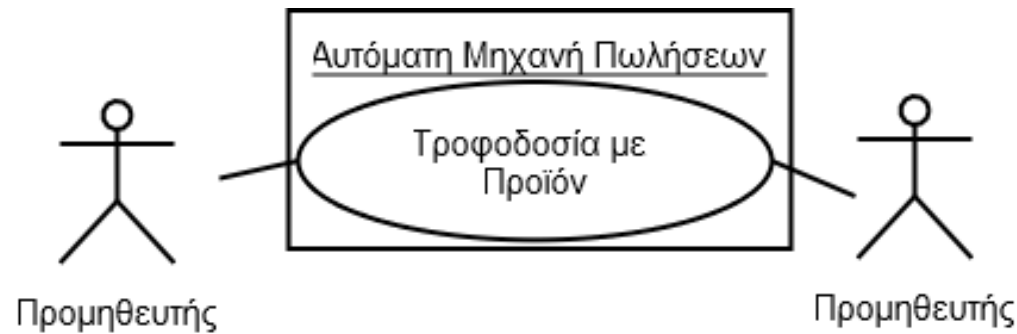 Αυτόματη Μηχανή Πωλήσεων
Τροφοδοσία με
Προϊόν
Προμηθευτής
Προμηθευτής